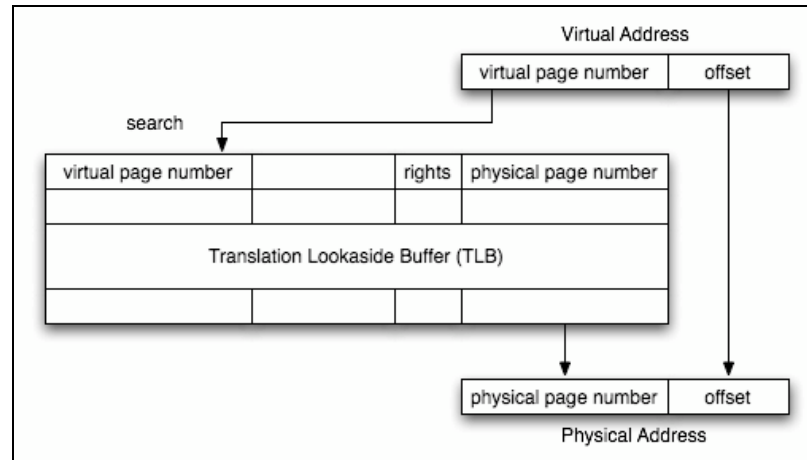 Virtual Address
virtual page number offset
search
virtual page number rights physical page number
Translation Lookaside Buffer (TLB)
physical page number offset
Physical Address